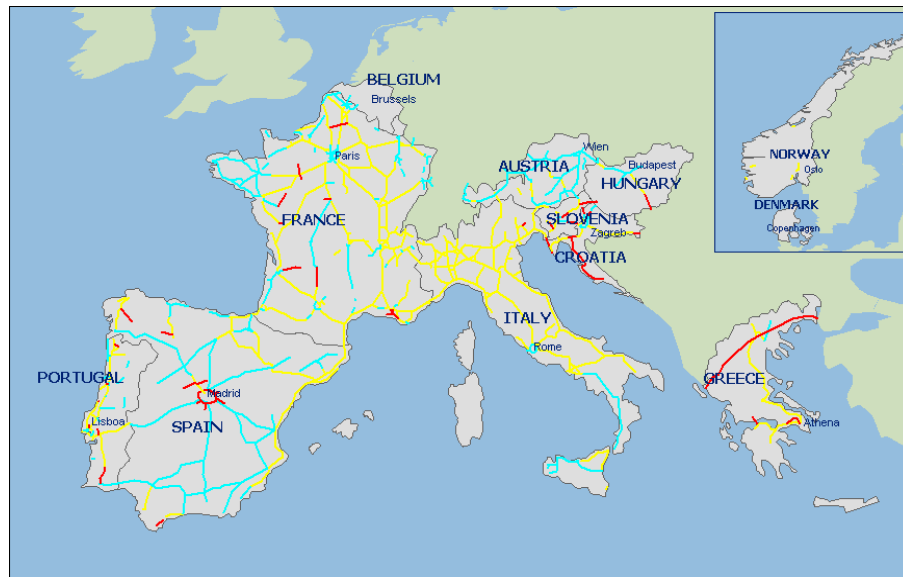 BELGIUM
Brussels
Paris
FRANCE
AUSTRIA
Wien
Budapest
HUNGARY
SLOVENIA
Zagreb
CROATIA
NORWAY
Oslo
DENMARK
Copenhagen
ITALY
Rome
PORTUGAL
Lisboa
Madrid
SPAIN
GREECE
Athena